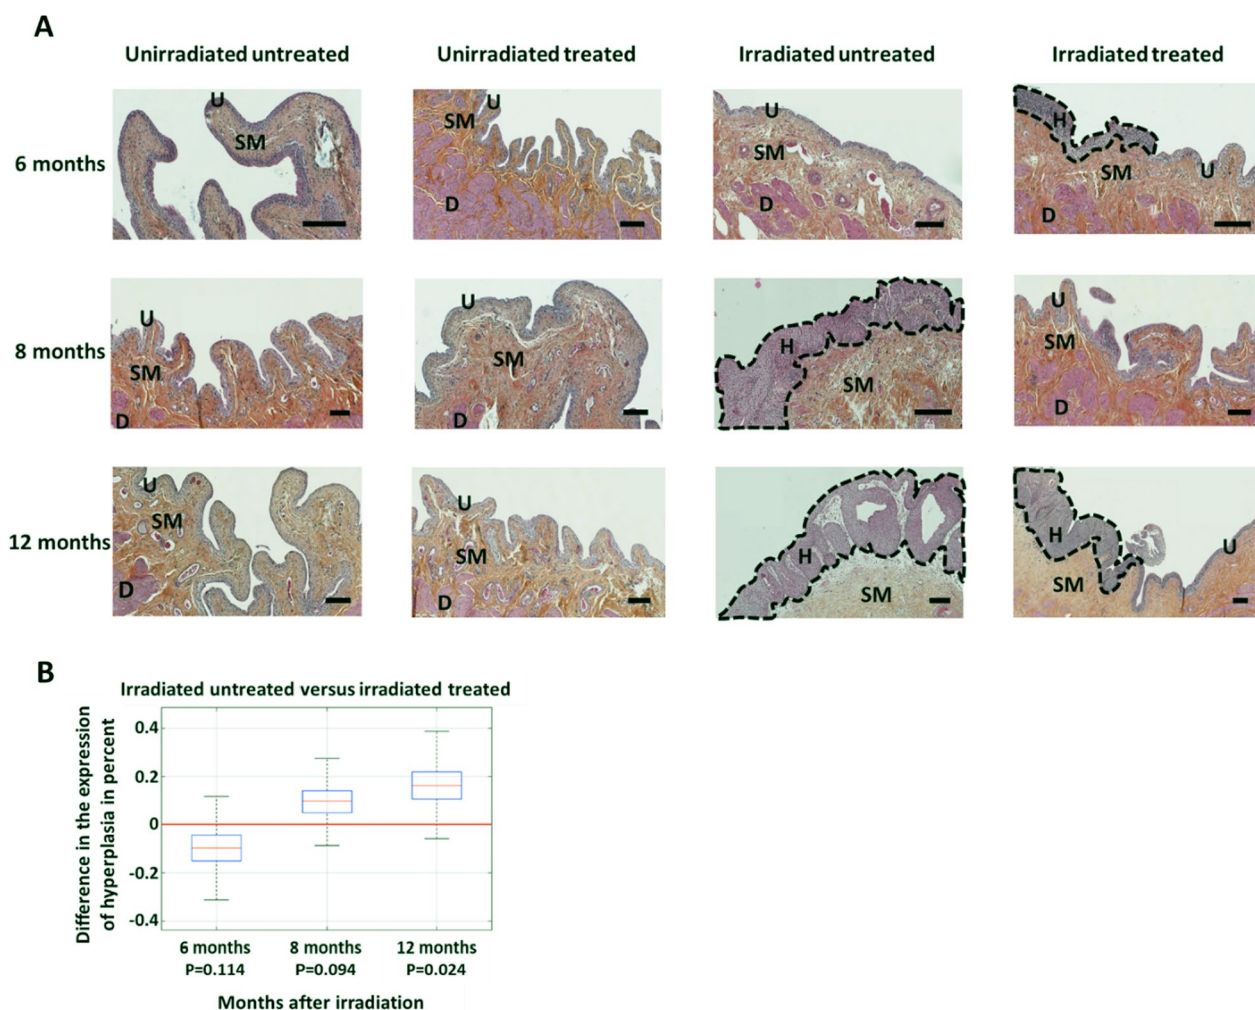 A
Unirradiated untreated
Unirradiated treated
Irradiated untreated
Irradiated treated
6 months
U
SM
U
SM
D
U
SM
D
H
SM
U
D
8 months
U
SM
D
U
SM
D
H
SM
U
SM
D
12 months
U
SM
D
U
SM
D
H
SM
H
SM
U
B
Irradiated untreated versus irradiated treated
Difference in the expression
of hyperplasia in percent
0.4
0.2
0
-0.2
-0.4
6 months
P=0.114
8 months
P=0.094
12 months
P=0.024
Months after irradiation